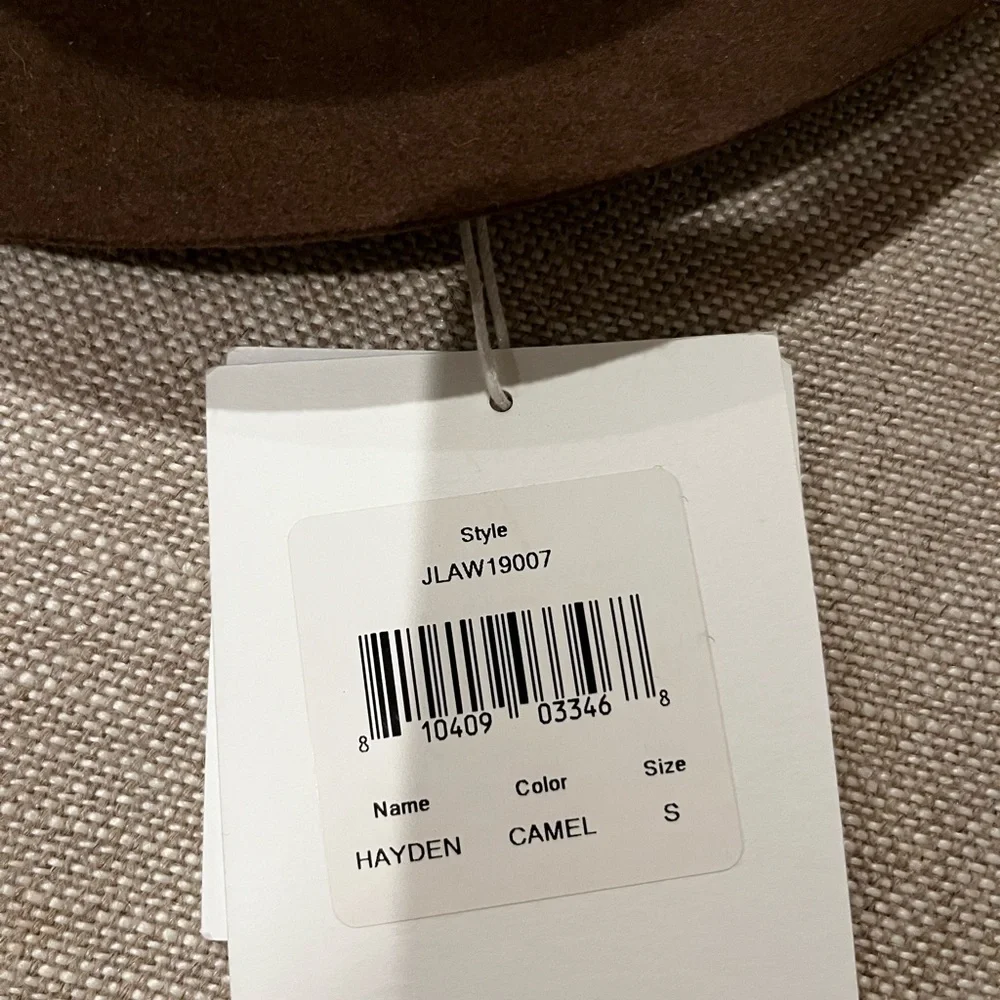 Style
JLAW19007
8 10409 03346 8
Name Color Size
HAYDEN CAMEL S